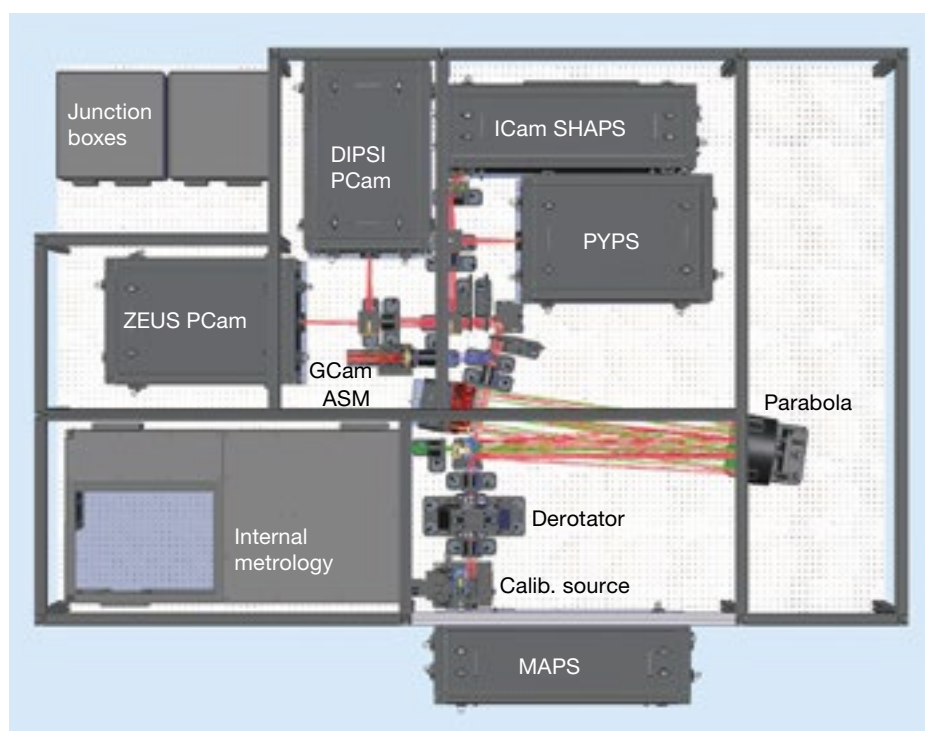 Junction
boxes
DIPSI
PCam
ICam SHAPS
PYPS
ZEUS PCam
GCam
ASM
Parabola
Internal
metrology
Derotator
Calib. source
MAPS